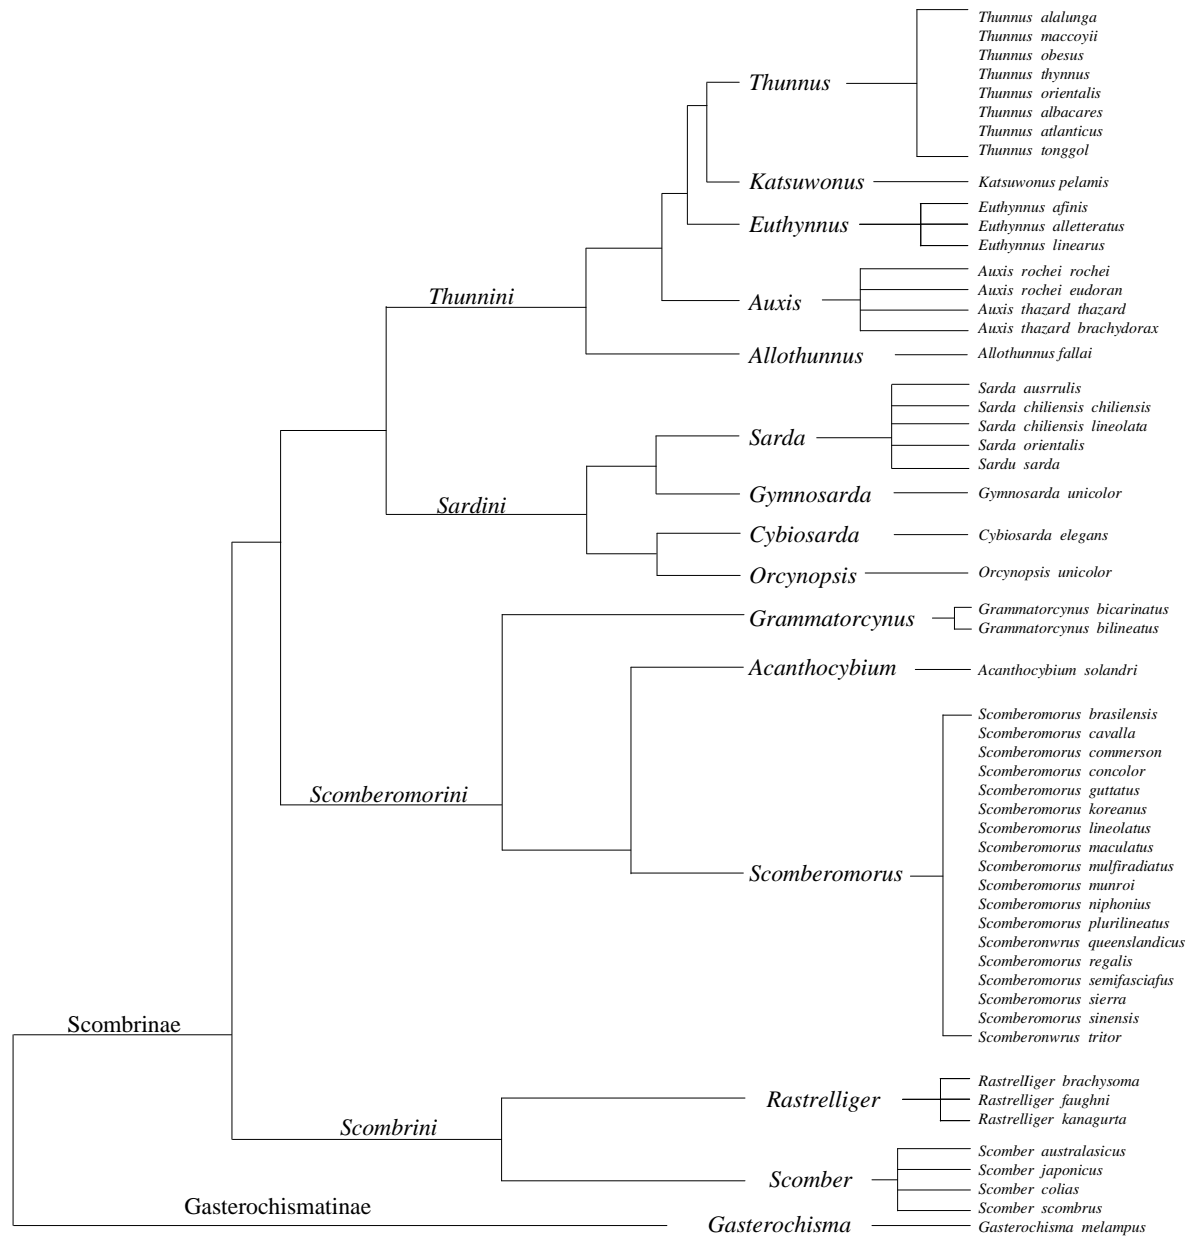 Thunnus alalunga
Thunnus maccoyii
Thunnus obesus
Thunnus thynnus
Thunnus Thunnus orientalis
Thunnus albacares
Thunnus atlanticus
Thunnus tonggol
Katsuwonus Katsuwonus pelamis
Euthynnus afinis
Euthynnus Euthynnus alletteratus
Euthynnus linearus
Auxis rochei rochei
Thunnini Auxis rochei eudoran
Auxis Auxis thazard thazard
Auxis thazard brachydorax
Allothunnus Allothunnus fallai
Sarda ausrrulis
Sarda chiliensis chiliensis
Sarda chiliensis lineolata
Sarda Sarda orientalis
Sardu sarda
Gymnosarda Gymnosarda unicolor
Sardini
Cybiosarda Cybiosarda elegans
Orcynopsis Orcynopsis unicolor
Grammatorcynus bicarinatus
Grammatorcynus Grammatorcynus bilineatus
Acanthocybium Acanthocybium solandri
Scomberomorus brasilensis
Scomberomorus cavalla
Scomberomorus commerson
Scomberomorus concolor
Scomberomorini Scomberomorus guttatus
Scomberomorus koreanus
Scomberomorus lineolatus
Scomberomorus maculatus
Scomberomorus Scomberomorus mulfiradiatus
Scomberomorus munroi
Scomberomorus niphonius
Scomberomorus plurilineatus
Scomberonwrus queenslandicus
Scomberomorus regalis
Scomberomorus semifasciafus
Scomberomorus sierra
Scombrinae Scomberomorus sinensis
Scomberonwrus tritor
Rastrelliger brachysoma
Rastrelliger Rastrelliger faughni
Rastrelliger kanagurta
Scombrini
Scomber australasicus
Scomber Scomber japonicus
Scomber colias
Gasterochismatinae Scomber scombrus
Gasterochisma Gasterochisma melampus